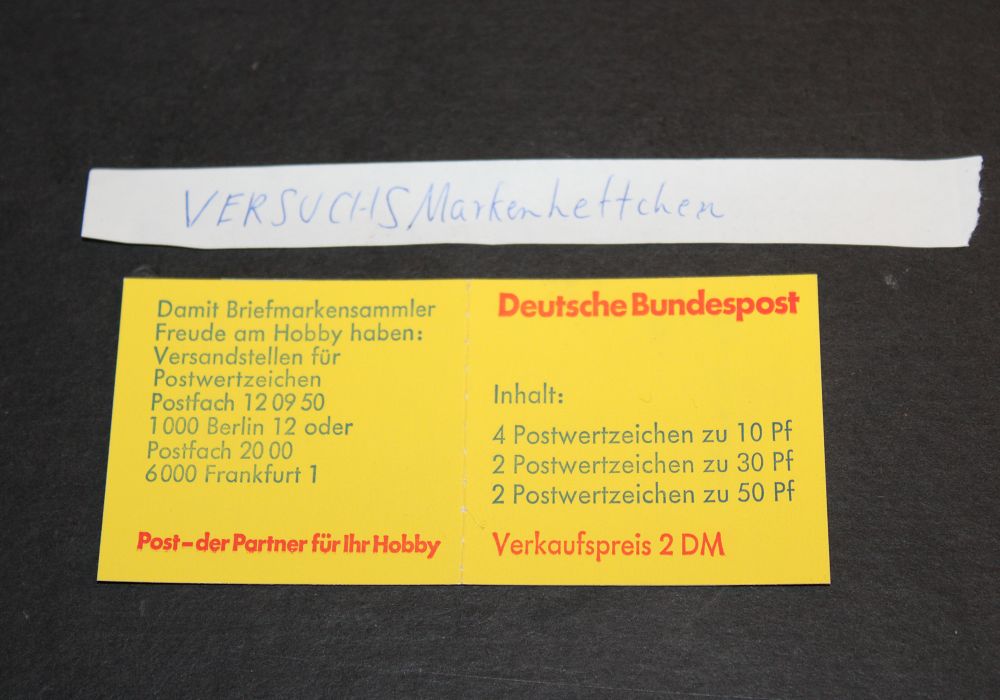 VERSUCHS Markenheftchen
Damit Briefmarkensammler
Freude am Hobby haben:
Versandstellen für
Postwertzeichen
Postfach 12 09 50
1000 Berlin 12 oder
Postfach 20 00
6000 Frankfurt 1
Post – der Partner für Ihr Hobby
Deutsche Bundespost
Inhalt:
4 Postwertzeichen zu 10 Pf
2 Postwertzeichen zu 30 Pf
2 Postwertzeichen zu 50 Pf
Verkaufspreis 2 DM